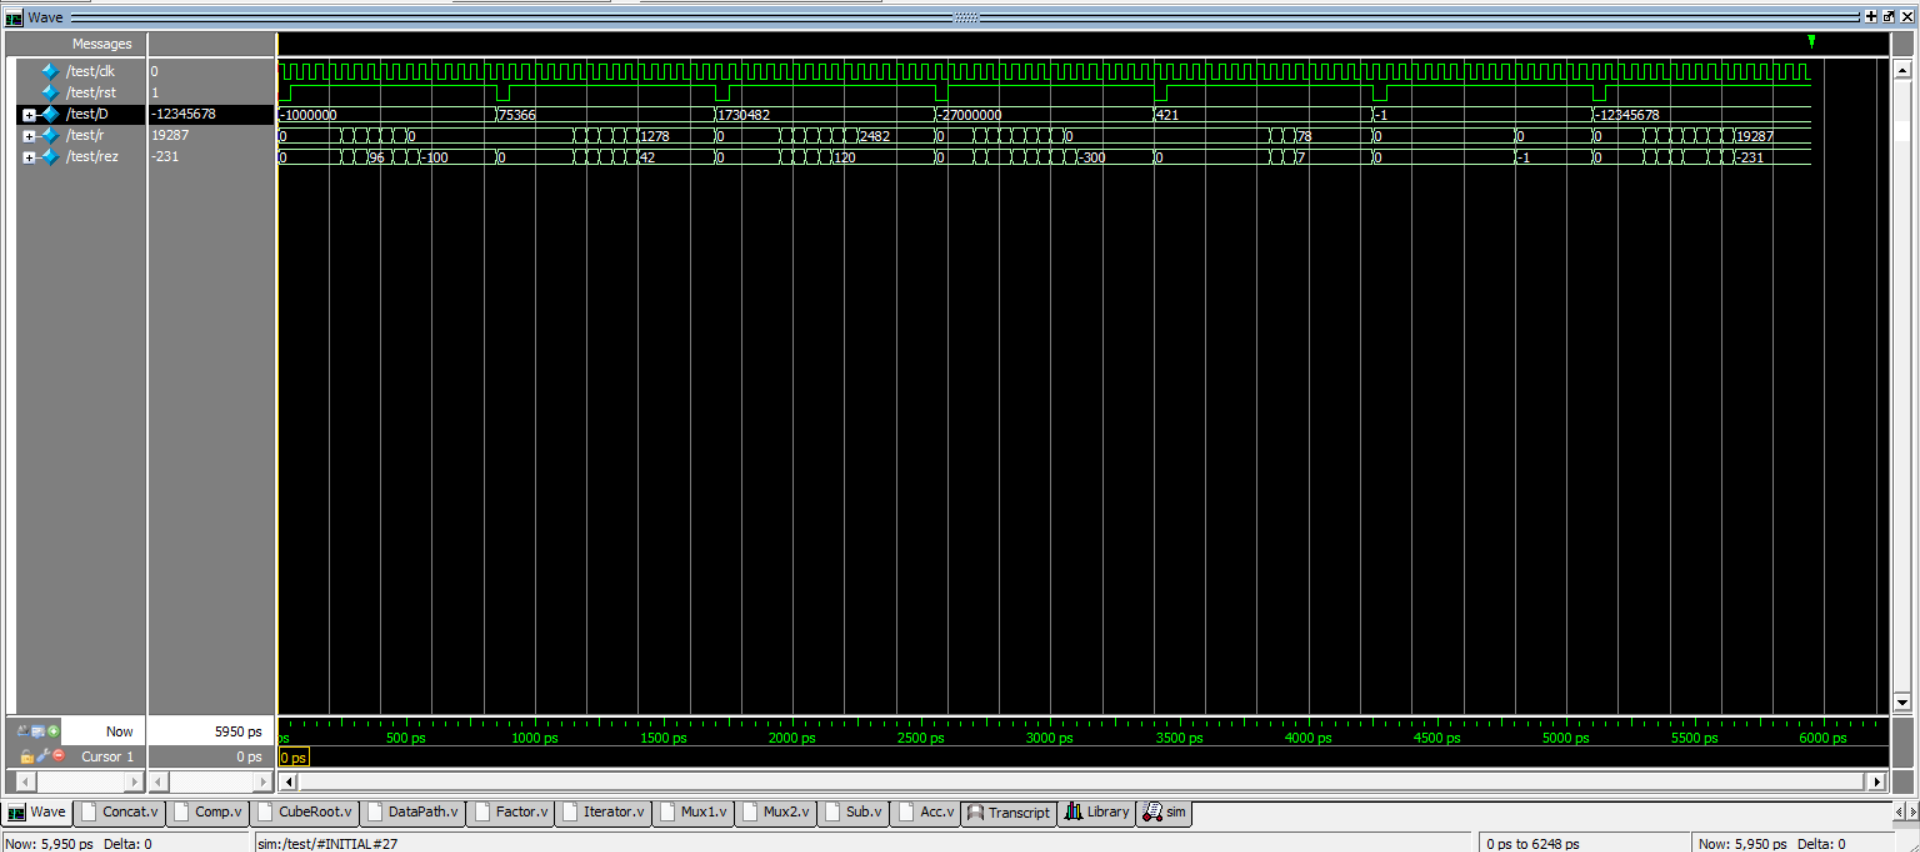 Wave
Messages
/test/clk 0
/test/rst 1
/test/D -12345678 -1000000 75366 1730482 -27000000 421 -1 -12345678
/test/r 19287 0 0 1278 0 2482 0 0 78 0 0 0 19287
/test/rez -231 0 96 -100 0 42 0 120 0 -300 0 7 0 -1 0 -231
Now 5950 ps ps 500 ps 1000 ps 1500 ps 2000 ps 2500 ps 3000 ps 3500 ps 4000 ps 4500 ps 5000 ps 5500 ps 6000 ps
Cursor 1 0 ps 0 ps
Wave Concat.v Comp.v CubeRoot.v DataPath.v Factor.v Iterator.v Mux1.v Mux2.v Sub.v Acc.v Transcript Library sim
Now: 5,950 ps Delta: 0 sim:/test/#INITIAL#27 0 ps to 6248 ps Now: 5,950 ps Delta: 0